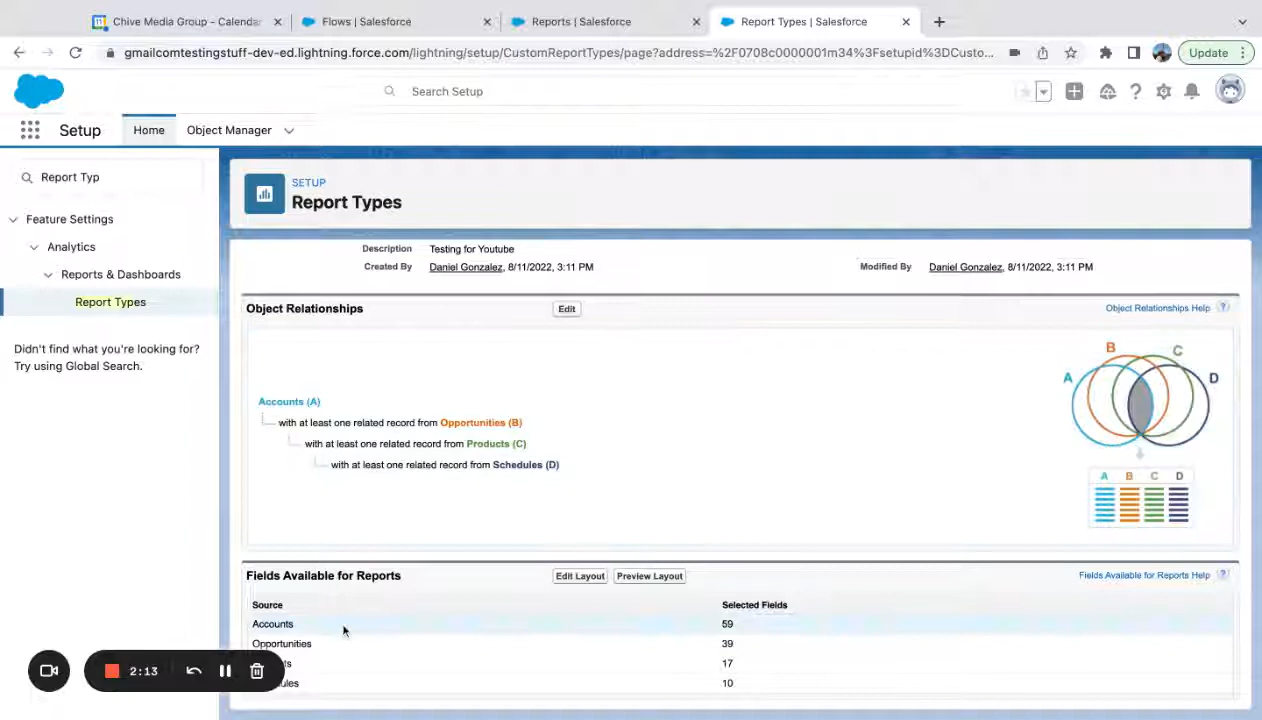 Chive Media Group - Calendar
Flows | Salesforce
Reports | Salesforce
Report Types | Salesforce
gmailcomtestingstuff-dev-ed.lightning.force.com/lightning/setup/CustomReportTypes/page?address=%2F0708c0000001m34%3Fsetupid%3DCusto...
Update
Search Setup
Setup
Home
Object Manager
Report Typ
Feature Settings
Analytics
Reports & Dashboards
Report Types
Didn't find what you're looking for?
Try using Global Search.
SETUP
Report Types
Description Testing for Youtube
Created By Daniel Gonzalez, 8/11/2022, 3:11 PM
Modified By Daniel Gonzalez, 8/11/2022, 3:11 PM
Object Relationships
Edit
Object Relationships Help ?
Accounts (A)
with at least one related record from Opportunities (B)
with at least one related record from Products (C)
with at least one related record from Schedules (D)
A
B
C
D
A B C D
Fields Available for Reports
Edit Layout
Preview Layout
Fields Available for Reports Help ?
Source Selected Fields
Accounts 59
Opportunities 39
17
10
2:13